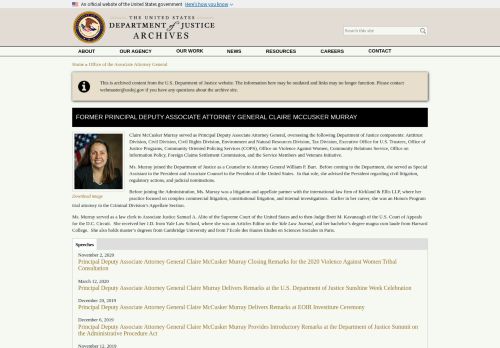 An official website of the United States government Here's how you know
THE UNITED STATES
DEPARTMENT of JUSTICE
ARCHIVES
Search this site
ABOUT OUR AGENCY OUR WORK NEWS RESOURCES CAREERS CONTACT
Home » Office of the Associate Attorney General
This is archived content from the U.S. Department of Justice website. The information here may be outdated and links may no longer function. Please contact
webmaster@usdoj.gov if you have any questions about the archive site.
FORMER PRINCIPAL DEPUTY ASSOCIATE ATTORNEY GENERAL CLAIRE MCCUSKER MURRAY
Claire McCusker Murray served as Principal Deputy Associate Attorney General, overseeing the following Department of Justice components: Antitrust
Division, Civil Division, Civil Rights Division, Environment and Natural Resources Division, Tax Division, Executive Office for U.S. Trustees, Office of
Justice Programs, Community Oriented Policing Services (COPS), Office on Violence Against Women, Community Relations Service, Office on
Information Policy, Foreign Claims Settlement Commission, and the Service Members and Veterans Initiative.
Ms. Murray joined the Department of Justice as a Counselor to Attorney General William P. Barr. Before coming to the Department, she served as Special
Assistant to the President and Associate Counsel to the President of the United States. In that role, she advised the President regarding civil litigation,
regulatory actions, and judicial nominations.
Download image
Before joining the Administration, Ms. Murray was a litigation and appellate partner with the international law firm of Kirkland & Ellis LLP, where her
practice focused on complex commercial litigation, constitutional litigation, and internal investigations. Earlier in her career, she was an Honors Program
trial attorney in the Criminal Division's Appellate Section.
Ms. Murray served as a law clerk to Associate Justice Samuel A. Alito of the Supreme Court of the United States and to then-Judge Brett M. Kavanaugh of the U.S. Court of Appeals
for the D.C. Circuit. She received her J.D. from Yale Law School, where she was an Articles Editor on the Yale Law Journal, and her bachelor's degree magna cum laude from Harvard
College. She also holds master's degrees from Cambridge University and from l'Ecole des Hautes Etudes en Sciences Sociales in Paris.
Speeches
November 2, 2020
Principal Deputy Associate Attorney General Claire McCusker Murray Closing Remarks for the 2020 Violence Against Women Tribal
Consultation
March 12, 2020
Principal Deputy Associate Attorney General Claire Murray Delivers Remarks at the U.S. Department of Justice Sunshine Week Celebration
December 20, 2019
Principal Deputy Associate Attorney General Claire McCusker Murray Delivers Remarks at EOIR Investiture Ceremony
December 6, 2019
Principal Deputy Associate Attorney General Claire McCusker Murray Provides Introductory Remarks at the Department of Justice Summit on
the Administrative Procedure Act
November 12, 2019